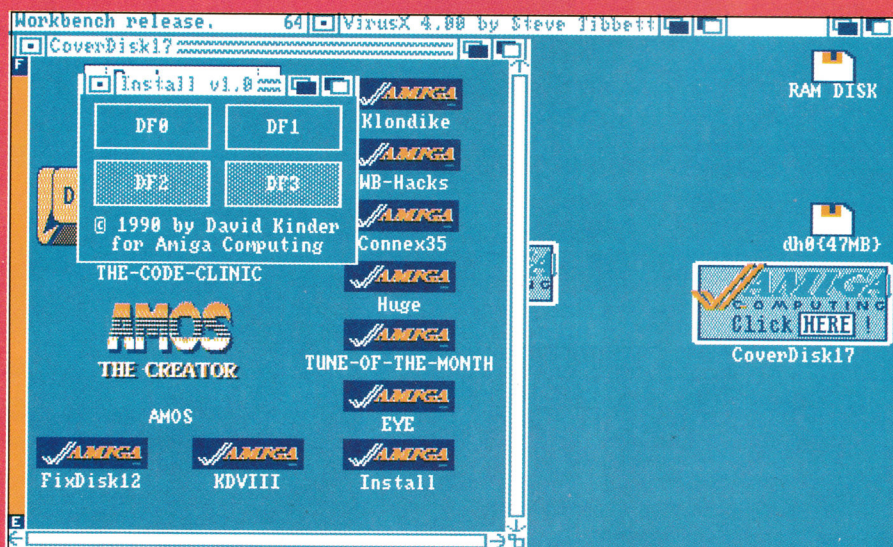 Workbench release.
64
VirusX 4.00 by Steve Tibbett
CoverDisk17
F
Install v1.0
DF0
DF1
DF2
DF3
© 1990 by David Kinder
for Amiga Computing
D
THE-CODE-CLINIC
AMOS
THE CREATOR
AMOS
AMIGA
FixDisk12
AMIGA
KDVIII
AMIGA
Klondike
AMIGA
WB-Hacks
AMIGA
Connex35
AMIGA
Huge
AMIGA
TUNE-OF-THE-MONTH
AMIGA
EYE
AMIGA
Install
E
RAM DISK
dh0{47MB}
AMIGA
COMPUTING
Click HERE !
CoverDisk17